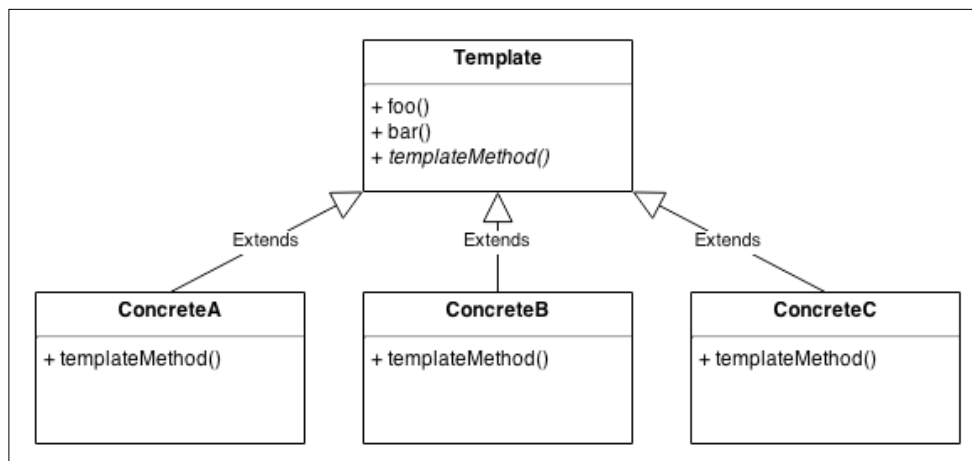 Template
+ foo()
+ bar()
+ templateMethod()
Extends
Extends
Extends
ConcreteA
+ templateMethod()
ConcreteB
+ templateMethod()
ConcreteC
+ templateMethod()